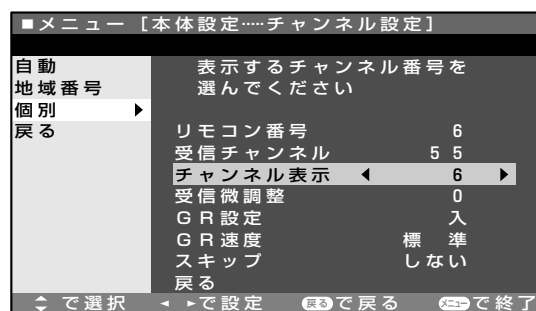 ■メニュー [本体設定……チャンネル設定]
自動
地域番号
個別 ▶
戻る
表示するチャンネル番号を
選んでください
リモコン番号 6
受信チャンネル 55
チャンネル表示 ◀ 6 ▶
受信微調整 0
GR設定 入
GR速度 標準
スキップ しない
戻る
で選択 ◀ ▶で設定 戻るで戻る メニューで終了